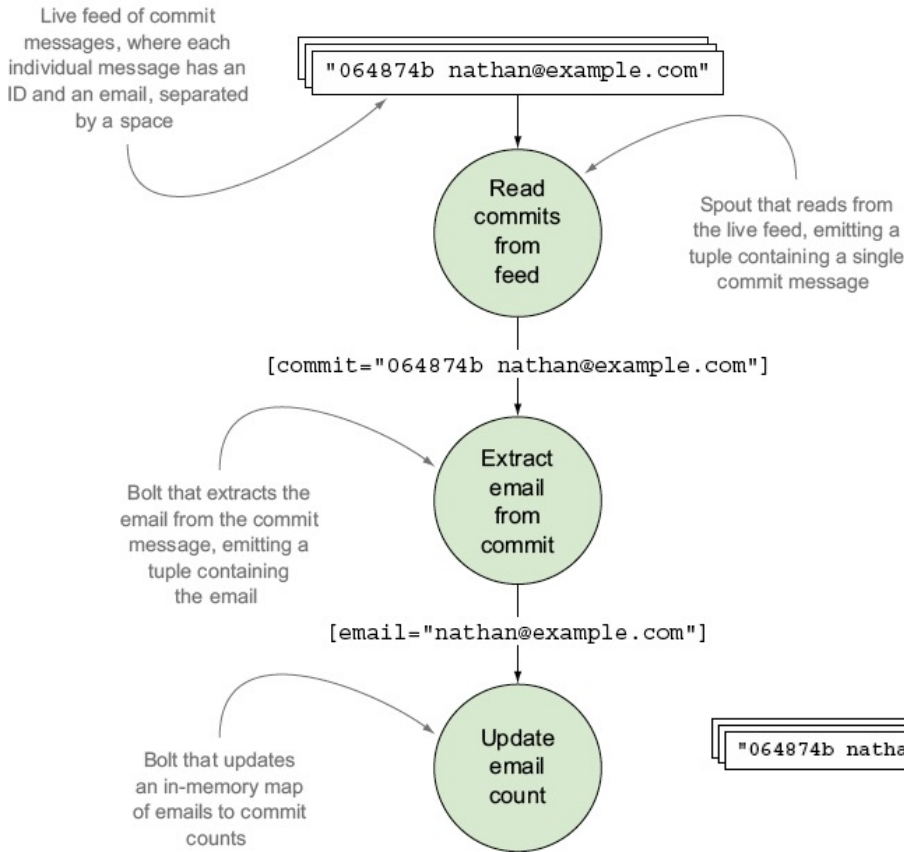 Live feed of commit
messages, where each
individual message has an
ID and an email, separated
by a space
"064874b nathan@example.com"
Read
commits
from
feed
Spout that reads from
the live feed, emitting a
tuple containing a single
commit message
[commit="064874b nathan@example.com"]
Extract
email
from
commit
Bolt that extracts the
email from the commit
message, emitting a
tuple containing
the email
[email="nathan@example.com"]
Update
email
count
Bolt that updates
an in-memory map
of emails to commit
counts
"064874b natha